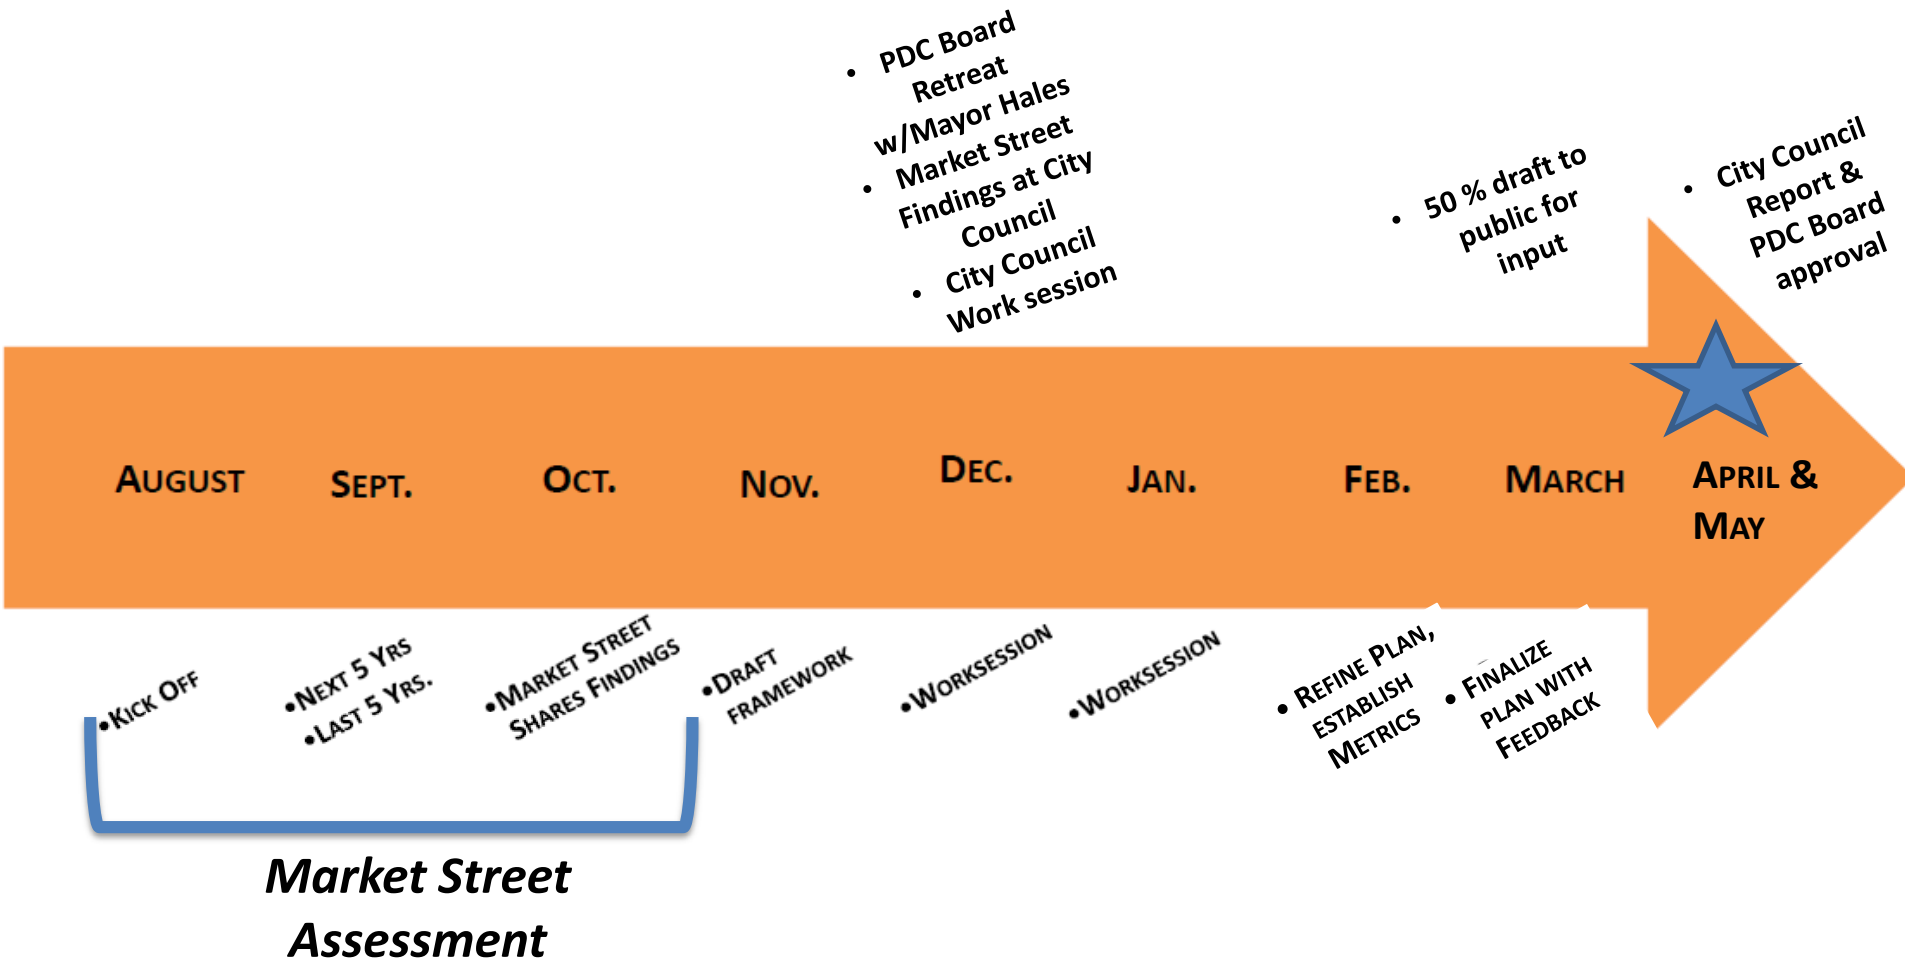 • PDC Board
Retreat
w/Mayor Hales
• Market Street
Findings at City
Council
• City Council
Work session
• 50 % draft to
public for
input
• City Council
Report &
PDC Board
approval
August
Sept.
Oct.
Nov.
Dec.
Jan.
Feb.
March
April &
May
•Kick Off
•Next 5 Yrs
•Last 5 Yrs.
•Market Street
Shares Findings
•Draft
framework
•Worksession
•Worksession
• Refine Plan,
establish
Metrics
• Finalize
plan with
Feedback
Market Street
Assessment